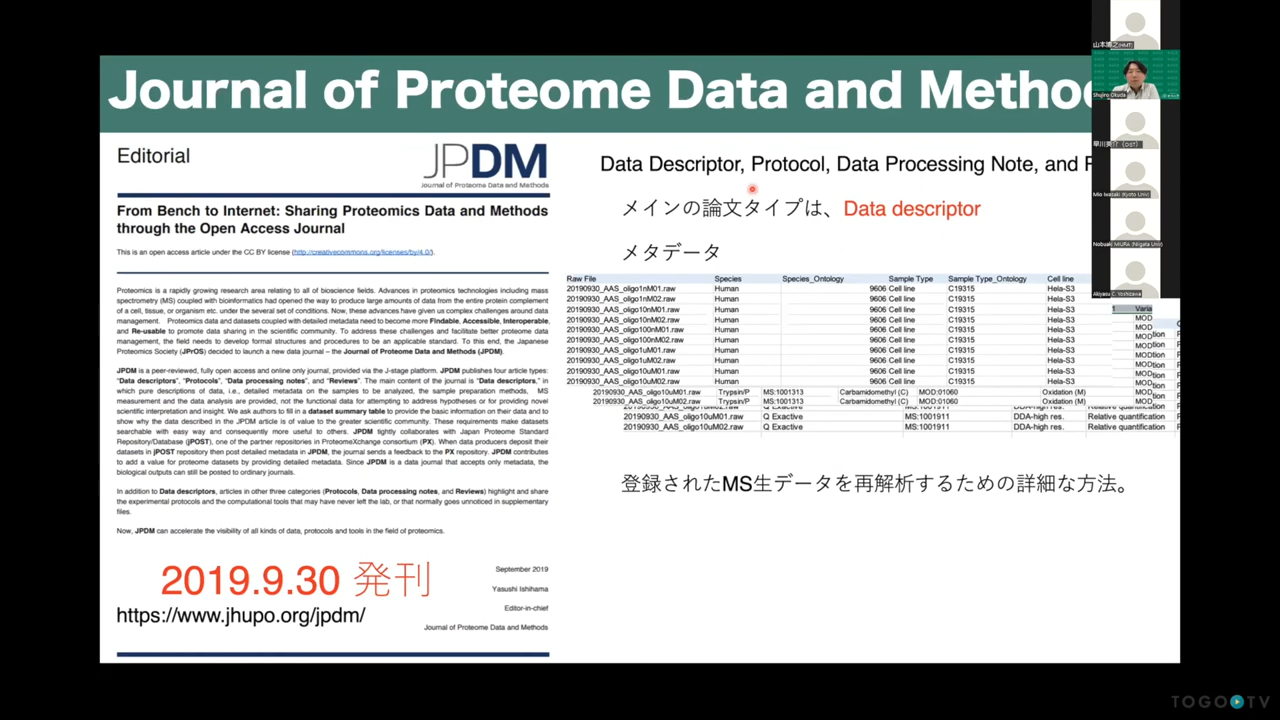 Journal of Proteome Data and Metho
Editorial
JPDM
Journal of Proteome Data and Methods
From Bench to Internet: Sharing Proteomics Data and Methods
through the Open Access Journal
This is an open access article under the CC BY license (http://creativecommons.org/licenses/by/4.0/).
Proteomics is a rapidly growing research area relating to all of bioscience fields. Advances in proteomics technologies including mass
spectrometry (MS) coupled with bioinformatics had opened the way to produce large amounts of data from the entire protein complement
of a cell, tissue, or organism etc. under the several set of conditions. Now, these advances have given us complex challenges around data
management. Proteomics data and datasets coupled with detailed metadata need to become more Findable, Accessible, Interoperable,
and Re-usable to promote data sharing in the scientific community. To address these challenges and facilitate better proteome data
management, the field needs to develop formal structures and procedures to be an applicable standard. To this end, the Japanese
Proteomics Society (JPrOS) decided to launch a new data journal – the Journal of Proteome Data and Methods (JPDM).
JPDM is a peer-reviewed, fully open access and online only journal, provided via the J-stage platform. JPDM publishes four article types:
“Data descriptors”, “Protocols”, “Data processing notes”, and “Reviews”. The main content of the journal is “Data descriptors,” in
which pure descriptions of data, i.e., detailed metadata on the samples to be analyzed, the sample preparation methods, MS
measurement and the data analysis are provided, not the functional data for attempting to address hypotheses or for providing novel
scientific interpretation and insight. We ask authors to fill in a dataset summary table to provide the basic information on their data and to
show why the data described in the JPDM article is of value to the greater scientific community. These requirements make datasets
searchable with easy way and consequently more useful to others. JPDM tightly collaborates with Japan Proteome Standard
Repository/Database (jPOST), one of the partner repositories in ProteomeXchange consortium (PX). When data producers deposit their
datasets in jPOST repository then post detailed metadata in JPDM, the journal sends a feedback to the PX repository. JPDM contributes
to add a value for proteome datasets by providing detailed metadata. Since JPDM is a data journal that accepts only metadata, the
biological outputs can still be posted to ordinary journals.
In addition to Data descriptors, articles in other three categories (Protocols, Data processing notes, and Reviews) highlight and share
the experimental protocols and the computational tools that may have never left the lab, or that normally goes unnoticed in supplementary
files.
Now, JPDM can accelerate the visibility of all kinds of data, protocols and tools in the field of proteomics.
September 2019
Yasushi Ishihama
Editor-in-chief
Journal of Proteome Data and Methods
2019.9.30 発刊
https://www.jhupo.org/jpdm/
Data Descriptor, Protocol, Data Processing Note, and R
メインの論文タイプは、Data descriptor
メタデータ
Raw File Species Species_Ontology Sample Type Sample Type_Ontology Cell line
20190930_AAS_oligo1nM01.raw Human 9606 Cell line C19315 Hela-S3
20190930_AAS_oligo1nM02.raw Human 9606 Cell line C19315 Hela-S3
20190930_AAS_oligo10nM01.raw Human 9606 Cell line C19315 Hela-S3
20190930_AAS_oligo10nM02.raw Human 9606 Cell line C19315 Hela-S3
20190930_AAS_oligo100nM01.raw Human 9606 Cell line C19315 Hela-S3
20190930_AAS_oligo100nM02.raw Human 9606 Cell line C19315 Hela-S3
20190930_AAS_oligo1uM01.raw Human 9606 Cell line C19315 Hela-S3
20190930_AAS_oligo1uM02.raw Human 9606 Cell line C19315 Hela-S3
20190930_AAS_oligo10uM01.raw Human 9606 Cell line C19315 Hela-S3
20190930_AAS_oligo10uM02.raw Human 9606 Cell line C19315 Hela-S3
20190930_AAS_oligo10uM01.raw Trypsin/P MS:1001313 Carbamidomethyl (C) MOD:01060 Oxidation (M) MOD
20190930_AAS_oligo10uM02.raw Trypsin/P MS:1001313 Carbamidomethyl (C) MOD:01060 Oxidation (M) MOD
20190930_AAS_oligo10uM01.raw Q Exactive MS:1001911 DDA-high res. Relative quantification
20190930_AAS_oligo10uM02.raw Q Exactive MS:1001911 DDA-high res. Relative quantification
登録されたMS生データを再解析するための詳細な方法。
Shujiro Okuda
Mio Iwasaki (Kyoto Univ)
Akiyasu C. Yoshizawa
TOGO TV